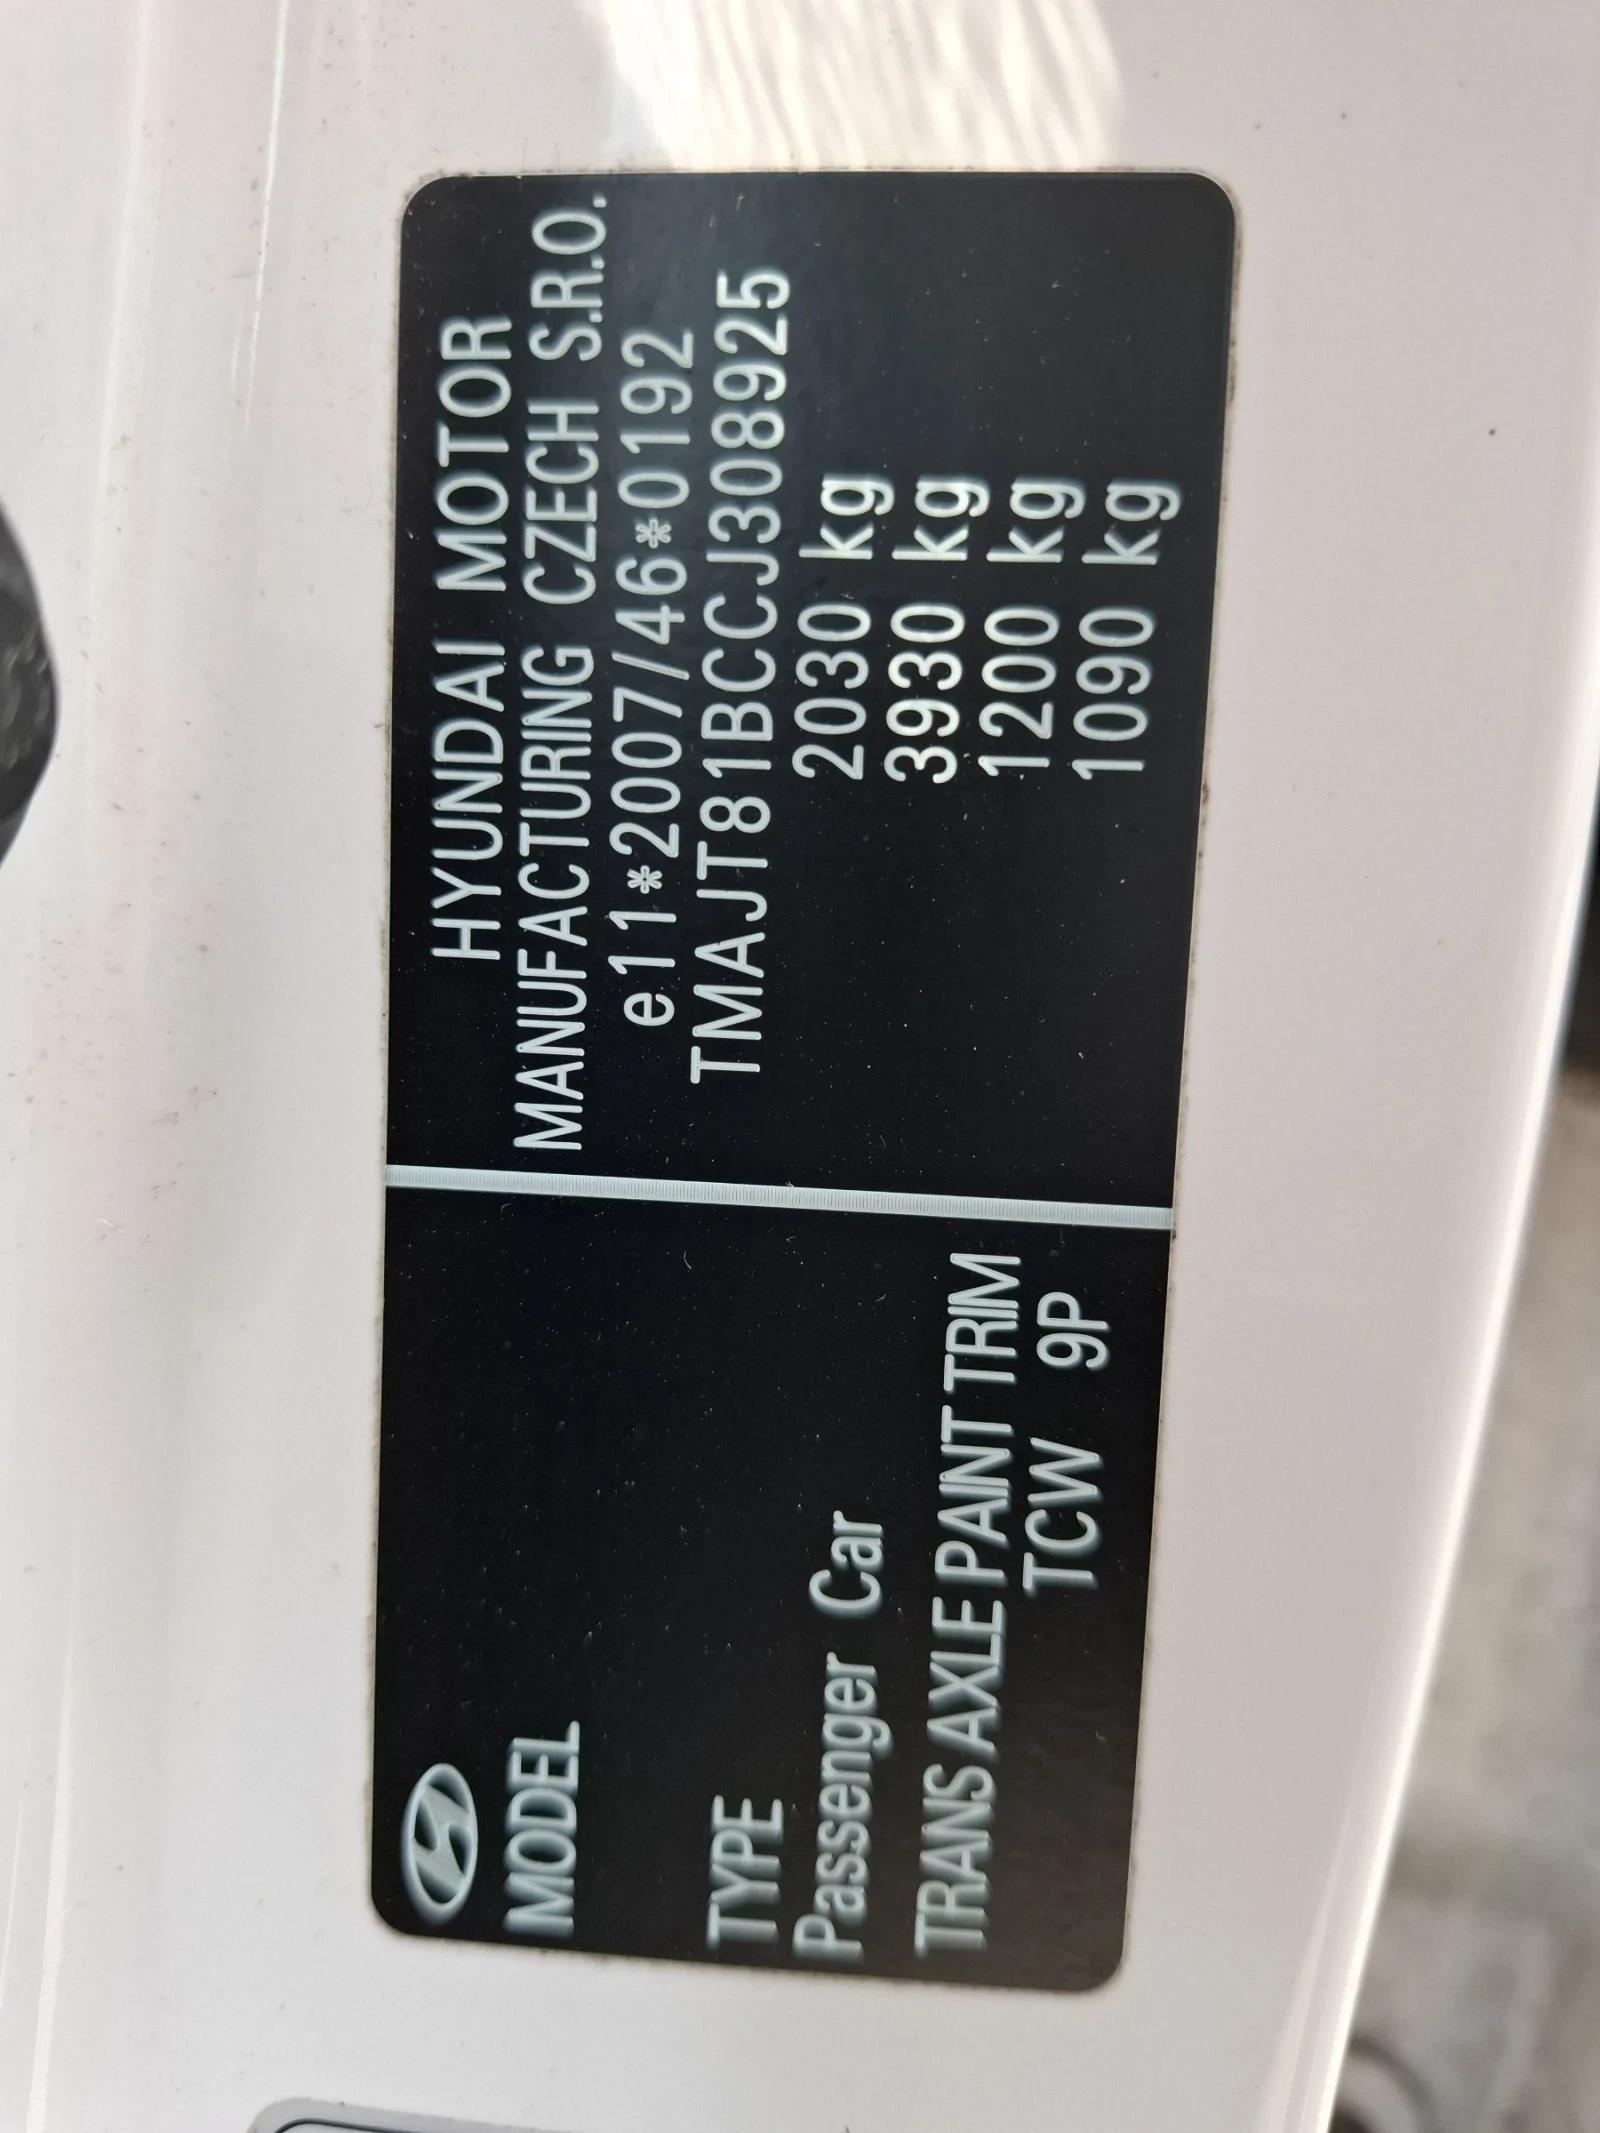 MODEL
TYPE
Passenger Car
TRANS AXLE PAINT TRIM
TCW 9P
HYUNDAI MOTOR
MANUFACTURING CZECH S.R.O.
e11*2007/46*0192
TMAJT81BCCJ308925
2030 kg
3930 kg
1200 kg
1090 kg